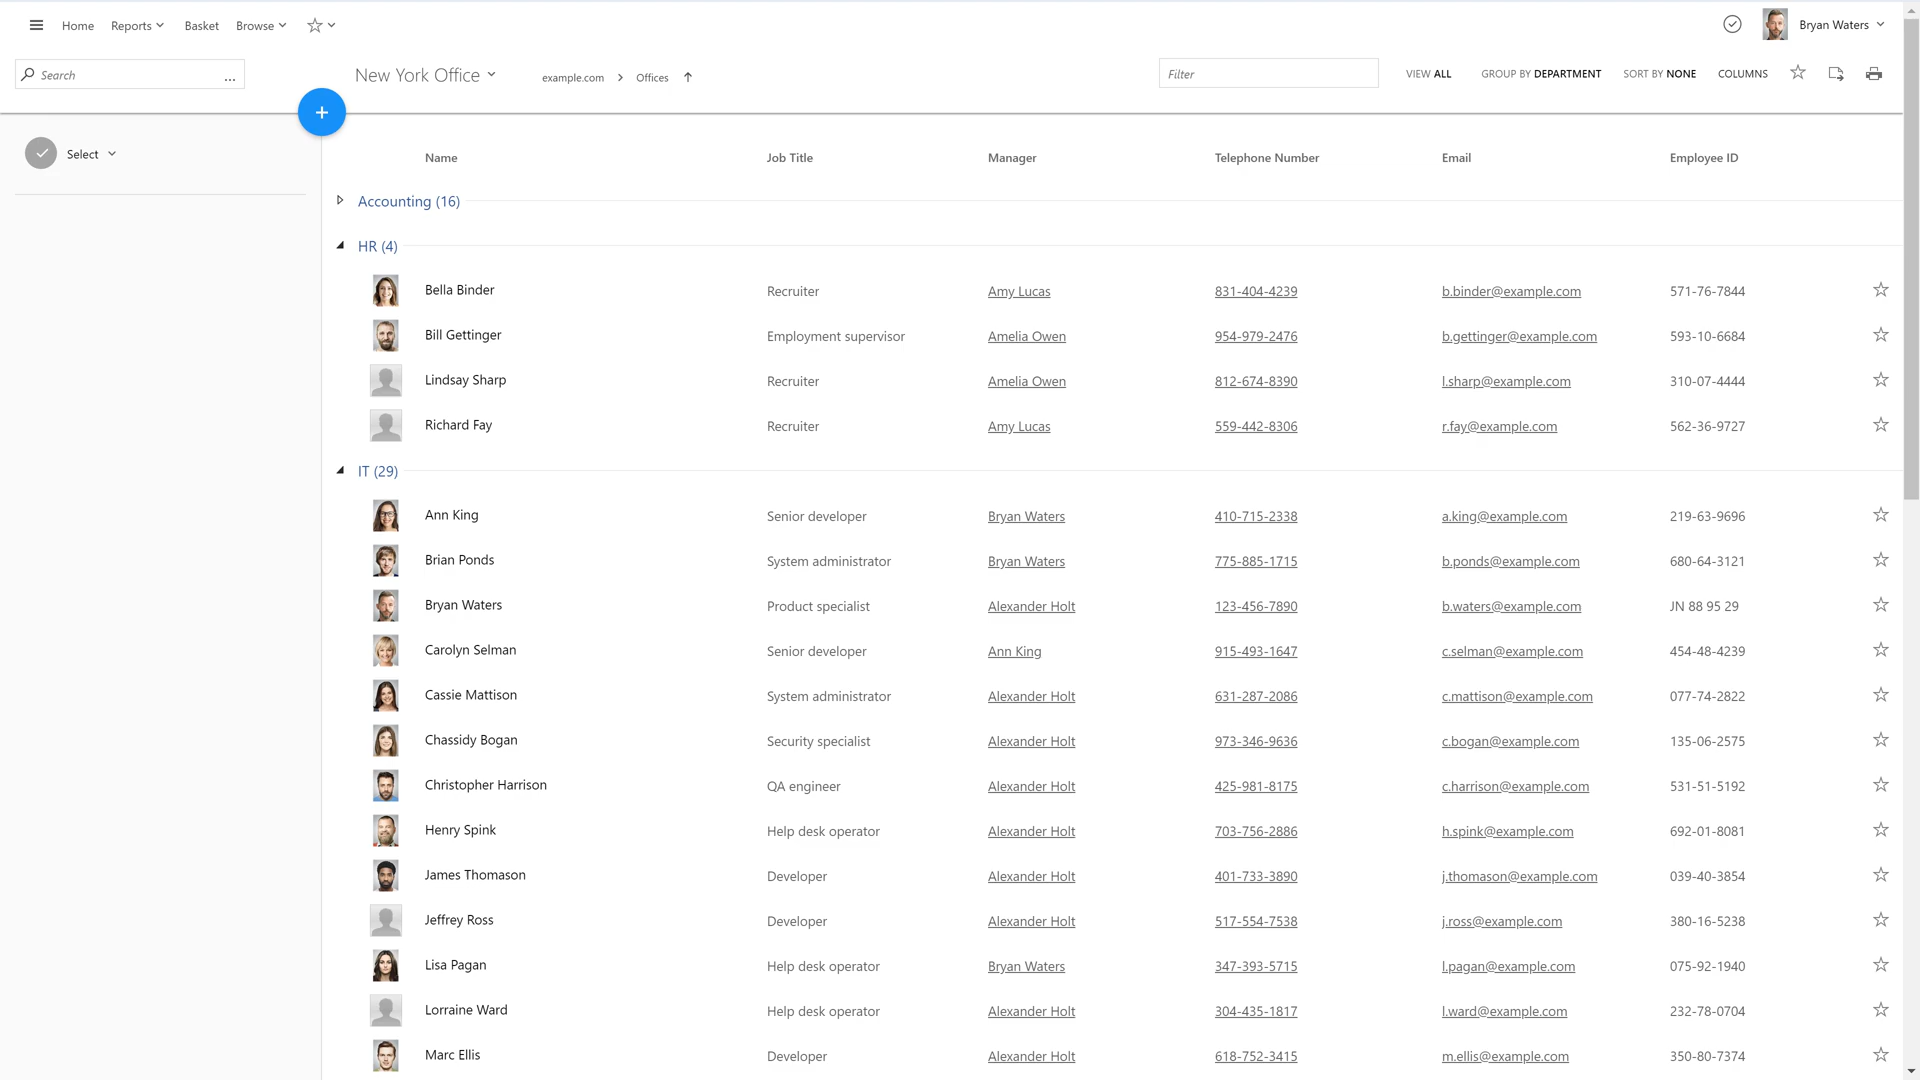 Home Reports Basket Browse Bryan Waters
Search ... New York Office example.com Offices Filter VIEW ALL GROUP BY DEPARTMENT SORT BY NONE COLUMNS
Select
Name Job Title Manager Telephone Number Email Employee ID
Accounting (16)
HR (4)
Bella Binder Recruiter Amy Lucas 831-404-4239 b.binder@example.com 571-76-7844
Bill Gettinger Employment supervisor Amelia Owen 954-979-2476 b.gettinger@example.com 593-10-6684
Lindsay Sharp Recruiter Amelia Owen 812-674-8390 l.sharp@example.com 310-07-4444
Richard Fay Recruiter Amy Lucas 559-442-8306 r.fay@example.com 562-36-9727
IT (29)
Ann King Senior developer Bryan Waters 410-715-2338 a.king@example.com 219-63-9696
Brian Ponds System administrator Bryan Waters 775-885-1715 b.ponds@example.com 680-64-3121
Bryan Waters Product specialist Alexander Holt 123-456-7890 b.waters@example.com JN 88 95 29
Carolyn Selman Senior developer Ann King 915-493-1647 c.selman@example.com 454-48-4239
Cassie Mattison System administrator Alexander Holt 631-287-2086 c.mattison@example.com 077-74-2822
Chassidy Bogan Security specialist Alexander Holt 973-346-9636 c.bogan@example.com 135-06-2575
Christopher Harrison QA engineer Alexander Holt 425-981-8175 c.harrison@example.com 531-51-5192
Henry Spink Help desk operator Alexander Holt 703-756-2886 h.spink@example.com 692-01-8081
James Thomason Developer Alexander Holt 401-733-3890 j.thomason@example.com 039-40-3854
Jeffrey Ross Developer Alexander Holt 517-554-7538 j.ross@example.com 380-16-5238
Lisa Pagan Help desk operator Bryan Waters 347-393-5715 l.pagan@example.com 075-92-1940
Lorraine Ward Help desk operator Alexander Holt 304-435-1817 l.ward@example.com 232-78-0704
Marc Ellis Developer Alexander Holt 618-752-3415 m.ellis@example.com 350-80-7374